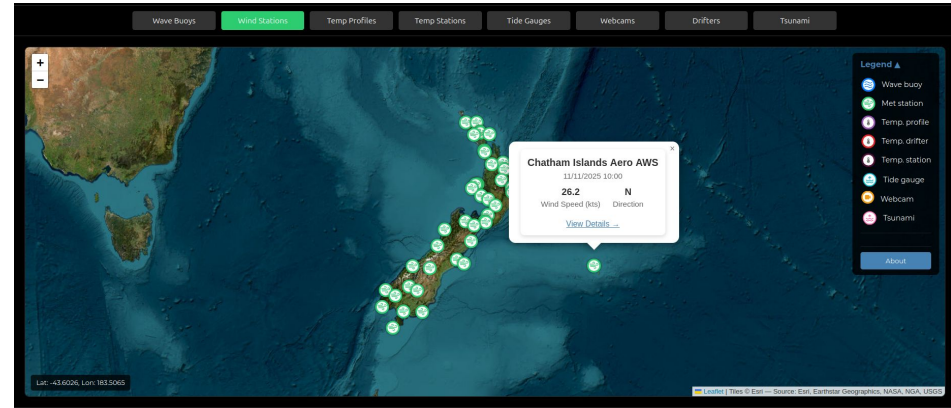 Wave Buoys
Wind Stations
Temp Profiles
Temp Stations
Tide Gauges
Webcams
Drifters
Tsunami
+
−
Legend ▲
Wave buoy
Met station
Temp. profile
Temp. drifter
Temp. station
Tide gauge
Webcam
Tsunami
About
×
Chatham Islands Aero AWS
11/11/2025 10:00
26.2 N
Wind Speed (kts) Direction
View Details →
Lat: -43.6026, Lon: 183.5065
Leaflet | Tiles © Esri — Source: Esri, Earthstar Geographics, NASA, NGA, USGS